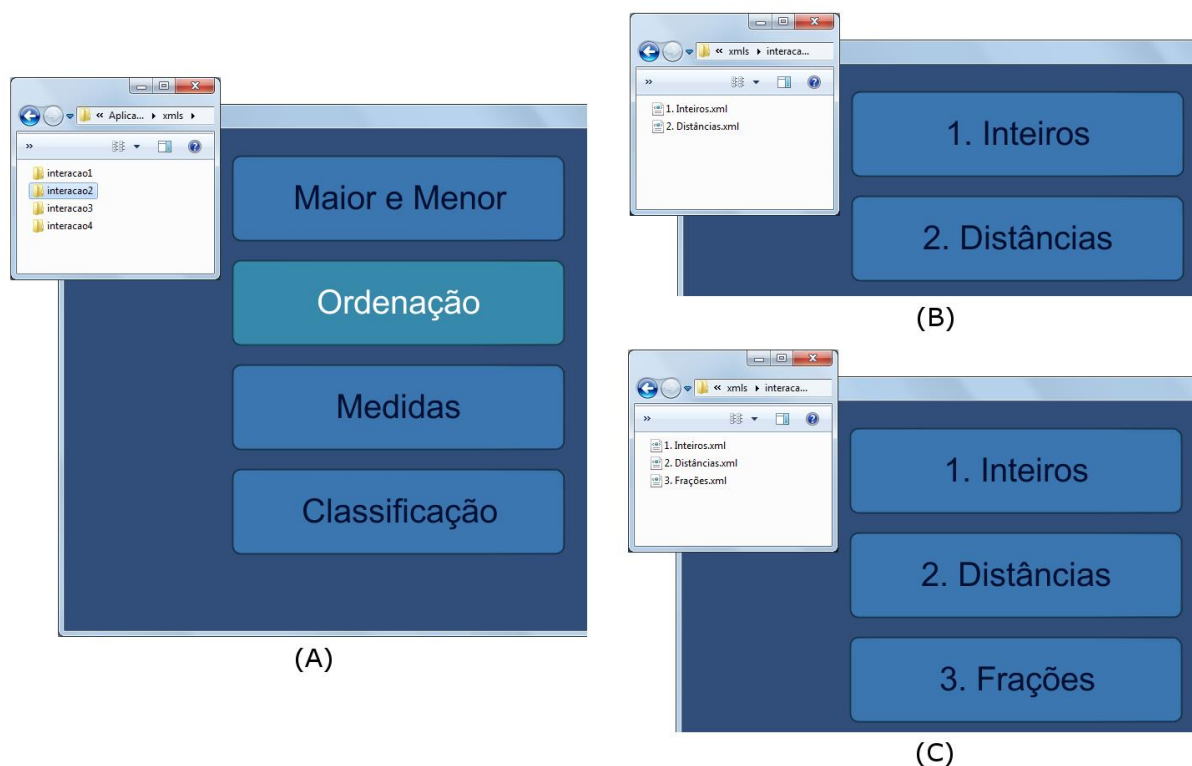 « Aplica... ▸ xmls ▸
»
interacao1
interacao2
interacao3
interacao4
Maior e Menor
Ordenação
Medidas
Classificação
(A)
« xmls ▸ interaca...
»
1. Inteiros.xml
2. Distâncias.xml
1. Inteiros
2. Distâncias
(B)
« xmls ▸ interaca...
»
1. Inteiros.xml
2. Distâncias.xml
3. Frações.xml
1. Inteiros
2. Distâncias
3. Frações
(C)